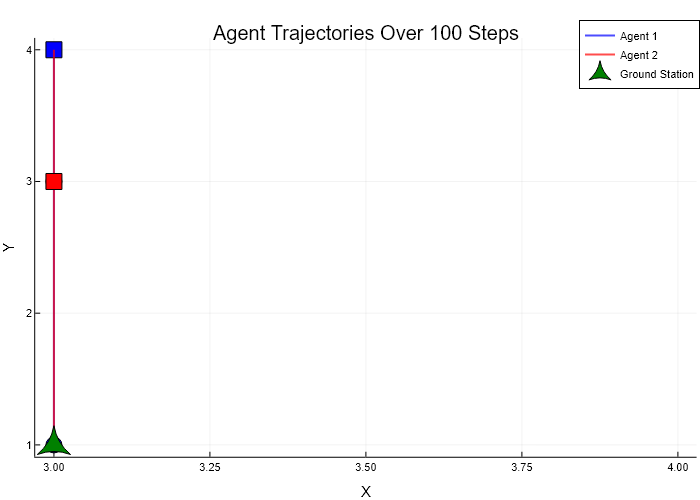 Agent Trajectories Over 100 Steps
Agent 1
Agent 2
Ground Station
4
3
2
1
Y
3.00
3.25
3.50
3.75
4.00
X